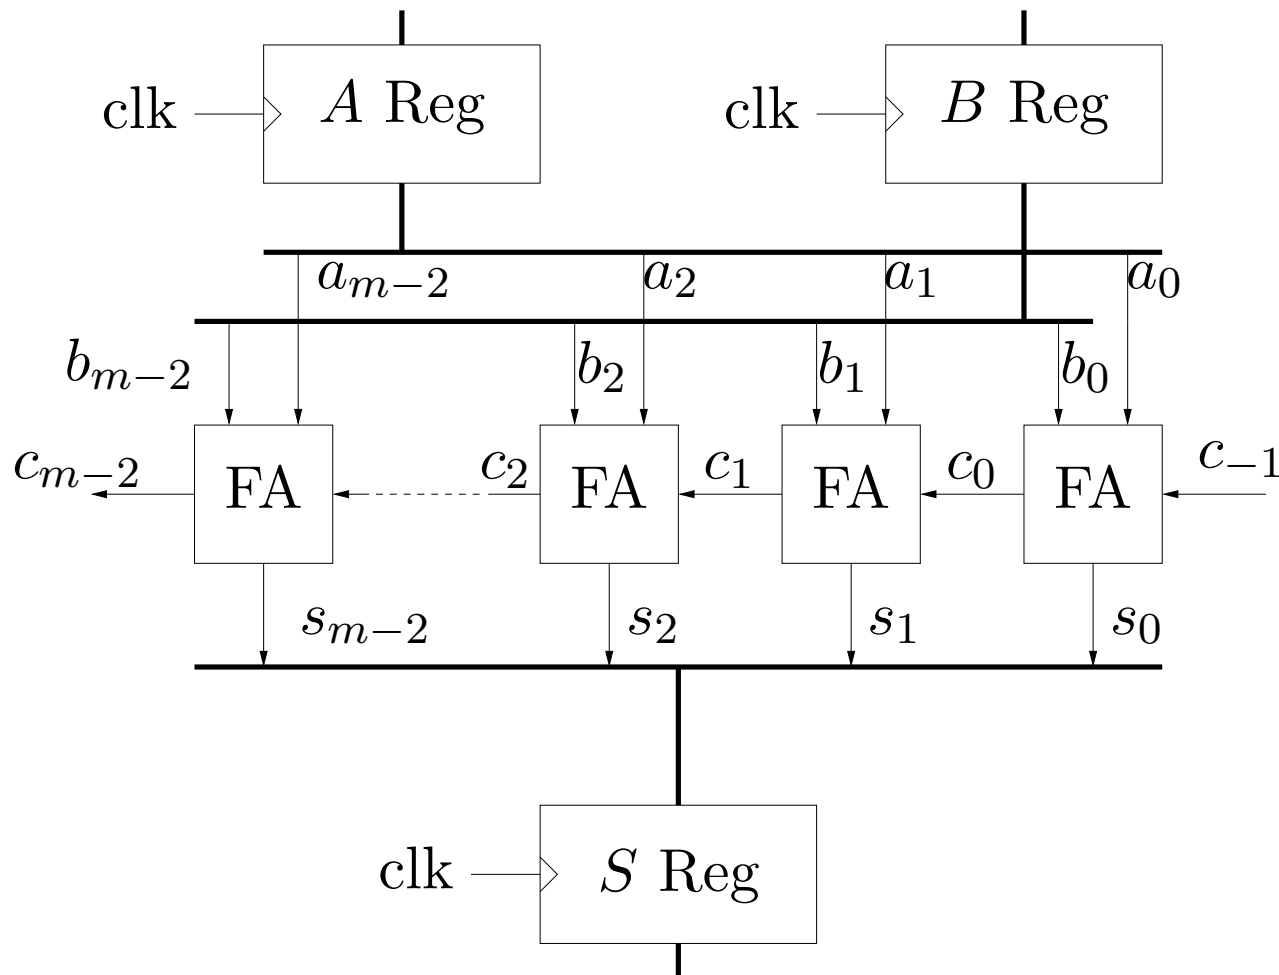 clk A Reg clk B Reg
a_{m−2} a_2 a_1 a_0
b_{m−2} b_2 b_1 b_0
c_{m−2} FA c_2 FA c_1 FA c_0 FA c_{−1}
s_{m−2} s_2 s_1 s_0
clk S Reg